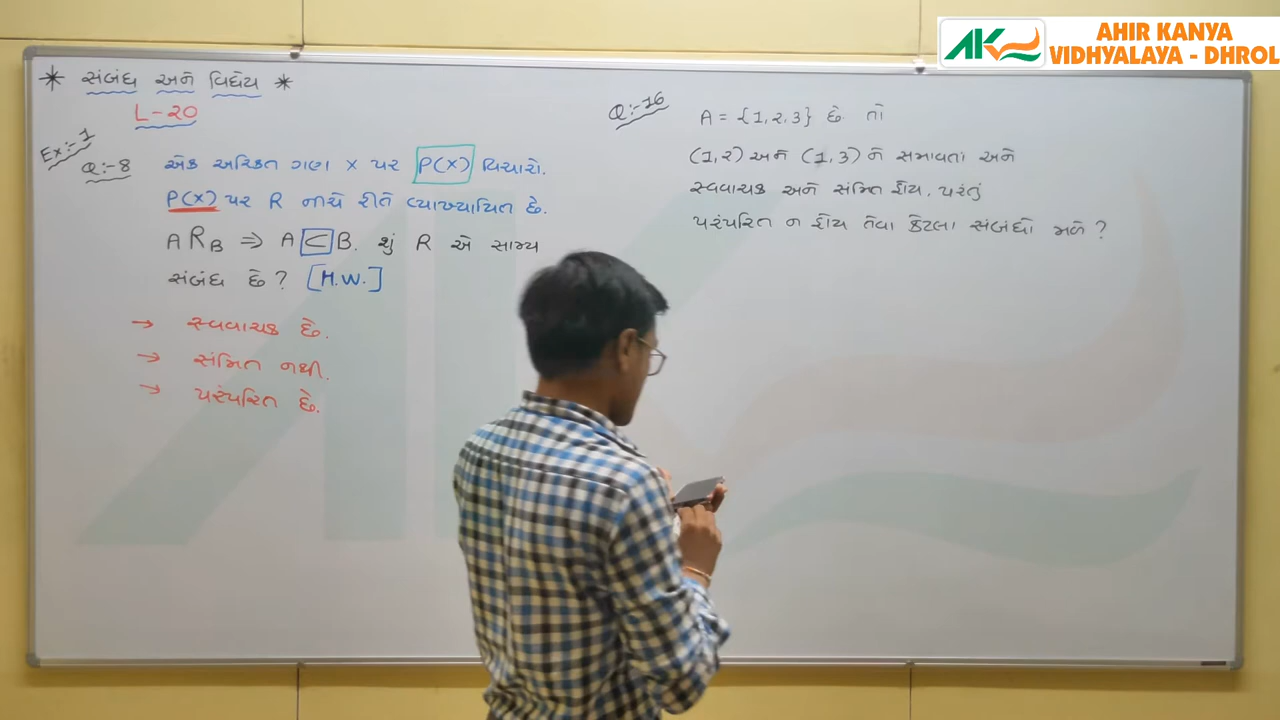 AHIR KANYA
VIDHYALAYA - DHROL
* સંબંધ અને વિધેય *
L-૨૦
Ex:-1
Q:-8 એક અરિક્ત ગણ X પર P(X) વિચારો.
P(X) પર R નીચે રીતે વ્યાખ્યાયિત છે.
ARB ⇒ A ⊂ B. શું R એ સામ્ય
સંબંધ છે? [H.W.]
→ સ્વવાચક છે.
→ સંમિત નથી.
→ પરંપરિત છે.
Q:-16 A = {1,2,3} છે. તો
(1,2) અને (1,3) ને સમાવતા અને
સ્વવાચક અને સંમિત હોય, પરંતુ
પરંપરિત ન હોય તેવા કેટલા સંબંધો મળે?